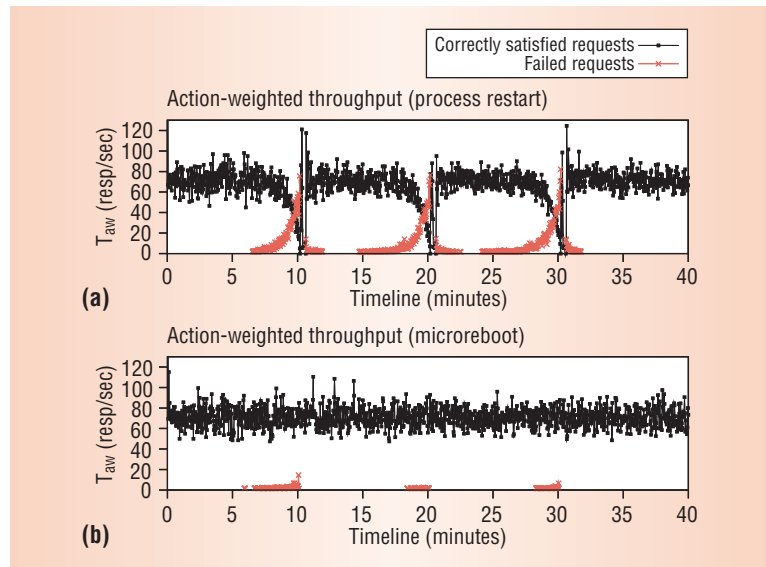 Correctly satisfied requests
Failed requests
Action-weighted throughput (process restart)
T_aw (resp/sec)
120
100
80
60
40
20
0
0 5 10 15 20 25 30 35 40
Timeline (minutes)
(a)
Action-weighted throughput (microreboot)
T_aw (resp/sec)
120
100
80
60
40
20
0
0 5 10 15 20 25 30 35 40
Timeline (minutes)
(b)